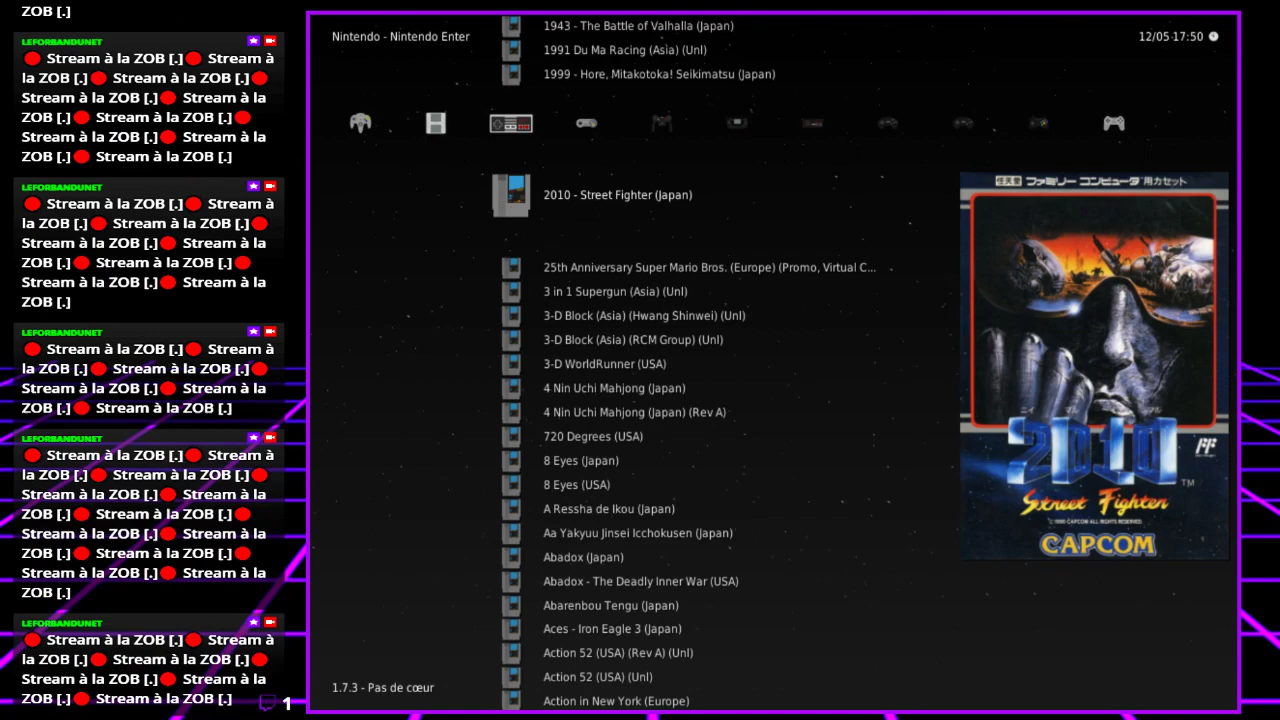 ZOB [.]
LEFORBANDUNET
🔴 Stream à la ZOB [.]🔴 Stream à
la ZOB [.]🔴 Stream à la ZOB [.]🔴
Stream à la ZOB [.]🔴 Stream à la
ZOB [.]🔴 Stream à la ZOB [.]🔴
Stream à la ZOB [.]🔴 Stream à la
ZOB [.]🔴 Stream à la ZOB [.]
LEFORBANDUNET
🔴 Stream à la ZOB [.]🔴 Stream à
la ZOB [.]🔴 Stream à la ZOB [.]🔴
Stream à la ZOB [.]🔴 Stream à la
ZOB [.]🔴 Stream à la ZOB [.]🔴
Stream à la ZOB [.]🔴 Stream à la
ZOB [.]
LEFORBANDUNET
🔴 Stream à la ZOB [.]🔴 Stream à
la ZOB [.]🔴 Stream à la ZOB [.]🔴
Stream à la ZOB [.]🔴 Stream à la
ZOB [.]🔴 Stream à la ZOB [.]
LEFORBANDUNET
🔴 Stream à la ZOB [.]🔴 Stream à
la ZOB [.]🔴 Stream à la ZOB [.]🔴
Stream à la ZOB [.]🔴 Stream à la
ZOB [.]🔴 Stream à la ZOB [.]🔴
Stream à la ZOB [.]🔴 Stream à la
ZOB [.]🔴 Stream à la ZOB [.]🔴
Stream à la ZOB [.]🔴 Stream à la
ZOB [.]
LEFORBANDUNET
🔴 Stream à la ZOB [.]🔴 Stream à
la ZOB [.]🔴 Stream à la ZOB [.]🔴
Stream à la ZOB [.]🔴 Stream à la
ZOB [.]🔴 Stream à la ZOB [.]
1
Nintendo - Nintendo Enter
12/05 17:50
1943 - The Battle of Valhalla (Japan)
1991 Du Ma Racing (Asia) (Unl)
1999 - Hore, Mitakotoka! Seikimatsu (Japan)
2010 - Street Fighter (Japan)
25th Anniversary Super Mario Bros. (Europe) (Promo, Virtual C...
3 in 1 Supergun (Asia) (Unl)
3-D Block (Asia) (Hwang Shinwei) (Unl)
3-D Block (Asia) (RCM Group) (Unl)
3-D WorldRunner (USA)
4 Nin Uchi Mahjong (Japan)
4 Nin Uchi Mahjong (Japan) (Rev A)
720 Degrees (USA)
8 Eyes (Japan)
8 Eyes (USA)
A Ressha de Ikou (Japan)
Aa Yakyuu Jinsei Icchokusen (Japan)
Abadox (Japan)
Abadox - The Deadly Inner War (USA)
Abarenbou Tengu (Japan)
Aces - Iron Eagle 3 (Japan)
Action 52 (USA) (Rev A) (Unl)
Action 52 (USA) (Unl)
Action in New York (Europe)
1.7.3 - Pas de cœur
任天堂 ファミリー コンピュータ用カセット
2010 TM
Street Fighter
© 1990 CAPCOM ALL RIGHTS RESERVED.
CAPCOM